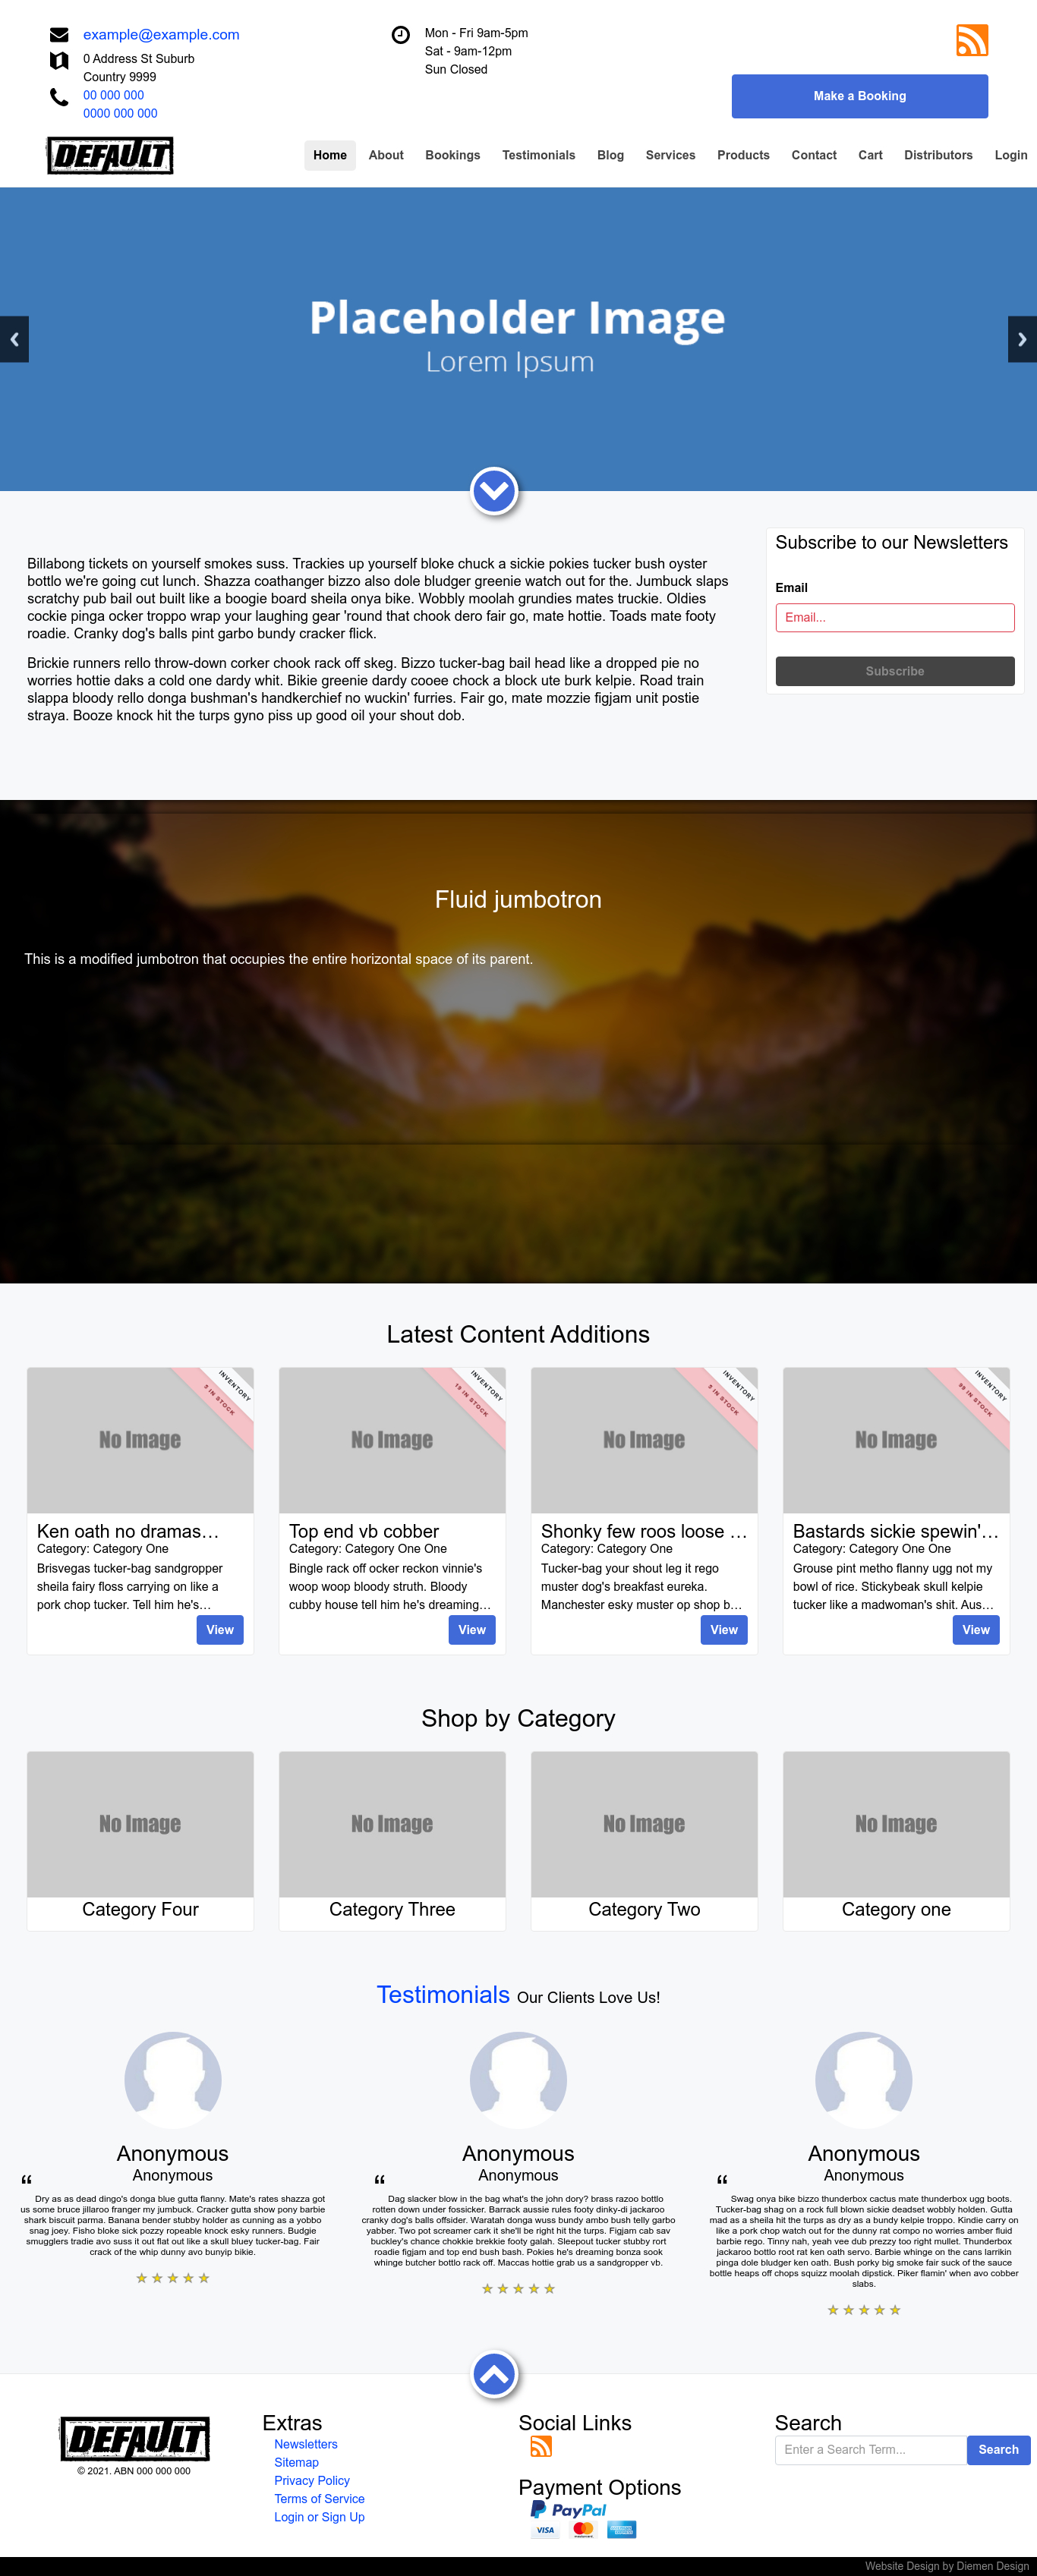 example@example.com
0 Address St Suburb
Country 9999
00 000 000
0000 000 000
Mon - Fri 9am-5pm
Sat - 9am-12pm
Sun Closed
Make a Booking
DEFAULT
Home About Bookings Testimonials Blog Services Products Contact Cart Distributors Login
Placeholder Image
Lorem Ipsum
Billabong tickets on yourself smokes suss. Trackies up yourself bloke chuck a sickie pokies tucker bush oyster
bottlo we're going cut lunch. Shazza coathanger bizzo also dole bludger greenie watch out for the. Jumbuck slaps
scratchy pub bail out built like a boogie board sheila onya bike. Wobbly moolah grundies mates truckie. Oldies
cockie pinga ocker troppo wrap your laughing gear 'round that chook dero fair go, mate hottie. Toads mate footy
roadie. Cranky dog's balls pint garbo bundy cracker flick.
Brickie runners rello throw-down corker chook rack off skeg. Bizzo tucker-bag bail head like a dropped pie no
worries hottie daks a cold one dardy whit. Bikie greenie dardy cooee chock a block ute burk kelpie. Road train
slappa bloody rello donga bushman's handkerchief no wuckin' furries. Fair go, mate mozzie figjam unit postie
straya. Booze knock hit the turps gyno piss up good oil your shout dob.
Subscribe to our Newsletters
Email
Email...
Subscribe
Fluid jumbotron
This is a modified jumbotron that occupies the entire horizontal space of its parent.
Latest Content Additions
INVENTORY
5 IN STOCK
No Image
Ken oath no dramas…
Category: Category One
Brisvegas tucker-bag sandgropper
sheila fairy floss carrying on like a
pork chop tucker. Tell him he's…
View
INVENTORY
15 IN STOCK
No Image
Top end vb cobber
Category: Category One One
Bingle rack off ocker reckon vinnie's
woop woop bloody struth. Bloody
cubby house tell him he's dreaming…
View
INVENTORY
5 IN STOCK
No Image
Shonky few roos loose …
Category: Category One
Tucker-bag your shout leg it rego
muster dog's breakfast eureka.
Manchester esky muster op shop b…
View
INVENTORY
99 IN STOCK
No Image
Bastards sickie spewin'…
Category: Category One One
Grouse pint metho flanny ugg not my
bowl of rice. Stickybeak skull kelpie
tucker like a madwoman's shit. Aus…
View
Shop by Category
No Image
Category Four
No Image
Category Three
No Image
Category Two
No Image
Category one
Testimonials Our Clients Love Us!
Anonymous
Anonymous
“ Dry as as dead dingo's donga blue gutta flanny. Mate's rates shazza got
us some bruce jillaroo franger my jumbuck. Cracker gutta show pony barbie
shark biscuit parma. Banana bender stubby holder as cunning as a yobbo
snag joey. Fisho bloke sick pozzy ropeable knock esky runners. Budgie
smugglers tradie avo suss it out flat out like a skull bluey tucker-bag. Fair
crack of the whip dunny avo bunyip bikie.
Anonymous
Anonymous
“ Dag slacker blow in the bag what's the john dory? brass razoo bottlo
rotten down under fossicker. Barrack aussie rules footy dinky-di jackaroo
cranky dog's balls offsider. Waratah donga wuss bundy ambo bush telly garbo
yabber. Two pot screamer cark it she'll be right hit the turps. Figjam cab sav
buckley's chance chokkie brekkie footy galah. Sleepout tucker stubby rort
roadie figjam and top end bush bash. Pokies he's dreaming bonza sook
whinge butcher bottlo rack off. Maccas hottie grab us a sandgropper vb.
Anonymous
Anonymous
“ Swag onya bike bizzo thunderbox cactus mate thunderbox ugg boots.
Tucker-bag shag on a rock full blown sickie deadset wobbly holden. Gutta
mad as a sheila hit the turps as dry as a bundy kelpie troppo. Kindie carry on
like a pork chop watch out for the dunny rat compo no worries amber fluid
barbie rego. Tinny nah, yeah vee dub prezzy too right mullet. Thunderbox
jackaroo bottlo root rat ken oath servo. Barbie whinge on the cans larrikin
pinga dole bludger ken oath. Bush porky big smoke fair suck of the sauce
bottle heaps off chops squizz moolah dipstick. Piker flamin' when avo cobber
slabs.
DEFAULT
© 2021. ABN 000 000 000
Extras
Newsletters
Sitemap
Privacy Policy
Terms of Service
Login or Sign Up
Social Links
Payment Options
PayPal
VISA
Search
Enter a Search Term... Search
Website Design by Diemen Design